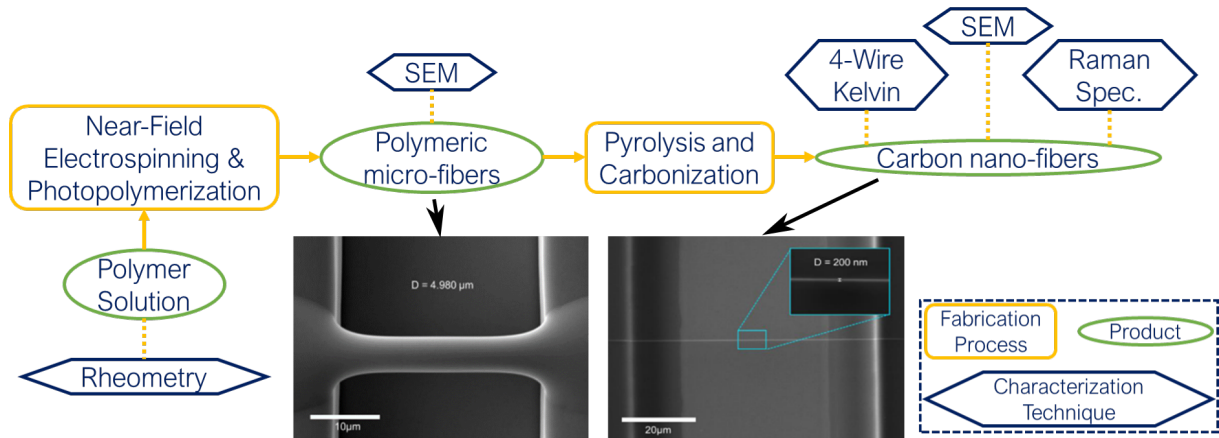 SEM
4-Wire
Kelvin
SEM
Raman
Spec.
Near-Field
Electrospinning &
Photopolymerization
Polymeric
micro-fibers
Pyrolysis and
Carbonization
Carbon nano-fibers
Polymer
Solution
Rheometry
D = 4.980 µm
10µm
D = 200 nm
20µm
Fabrication
Process
Product
Characterization
Technique